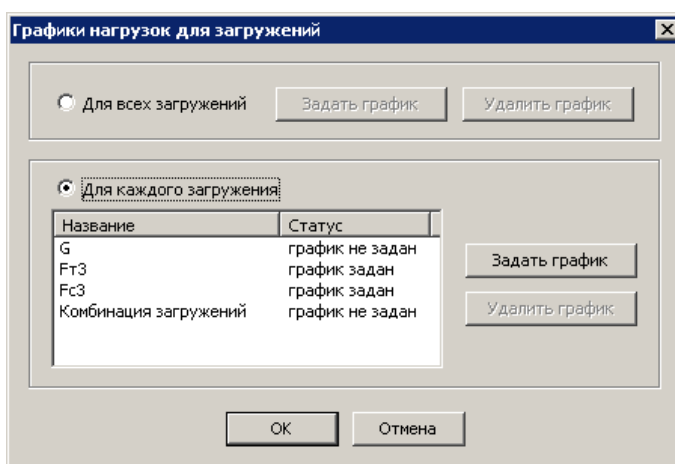 Графики нагрузок для загружений
Для всех загружений Задать график Удалить график
Для каждого загружения
Название Статус
G график не задан
Fт3 график задан
Fc3 график задан
Комбинация загружений график не задан
Задать график
Удалить график
OK Отмена